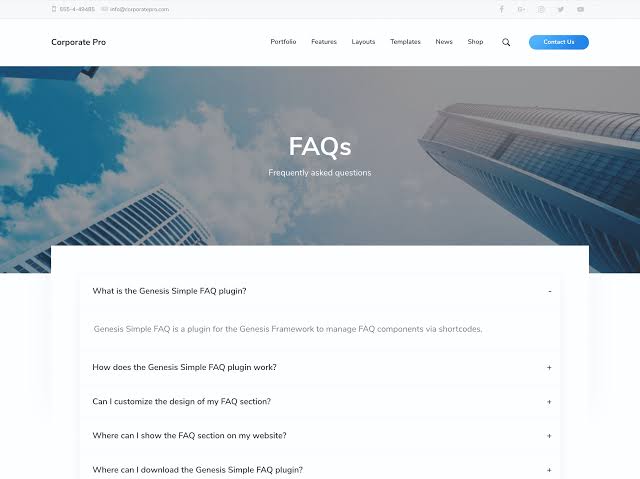 555-4-49485 info@corporatepro.com
Corporate Pro Portfolio Features Layouts Templates News Shop Contact Us
FAQs
Frequently asked questions
What is the Genesis Simple FAQ plugin? -
Genesis Simple FAQ is a plugin for the Genesis Framework to manage FAQ components via shortcodes.
How does the Genesis Simple FAQ plugin work? +
Can I customize the design of my FAQ section? +
Where can I show the FAQ section on my website? +
Where can I download the Genesis Simple FAQ plugin? +